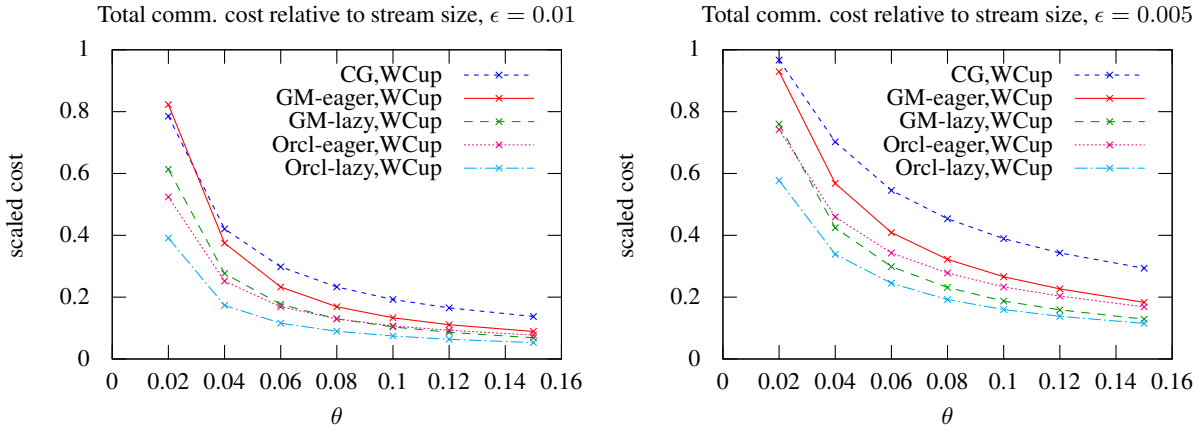 Total comm. cost relative to stream size, ϵ = 0.01
1
0.8
0.6
0.4
0.2
0
scaled cost
CG,WCup
GM-eager,WCup
GM-lazy,WCup
Orcl-eager,WCup
Orcl-lazy,WCup
0 0.02 0.04 0.06 0.08 0.1 0.12 0.14 0.16
θ
Total comm. cost relative to stream size, ϵ = 0.005
1
0.8
0.6
0.4
0.2
0
scaled cost
CG,WCup
GM-eager,WCup
GM-lazy,WCup
Orcl-eager,WCup
Orcl-lazy,WCup
0 0.02 0.04 0.06 0.08 0.1 0.12 0.14 0.16
θ